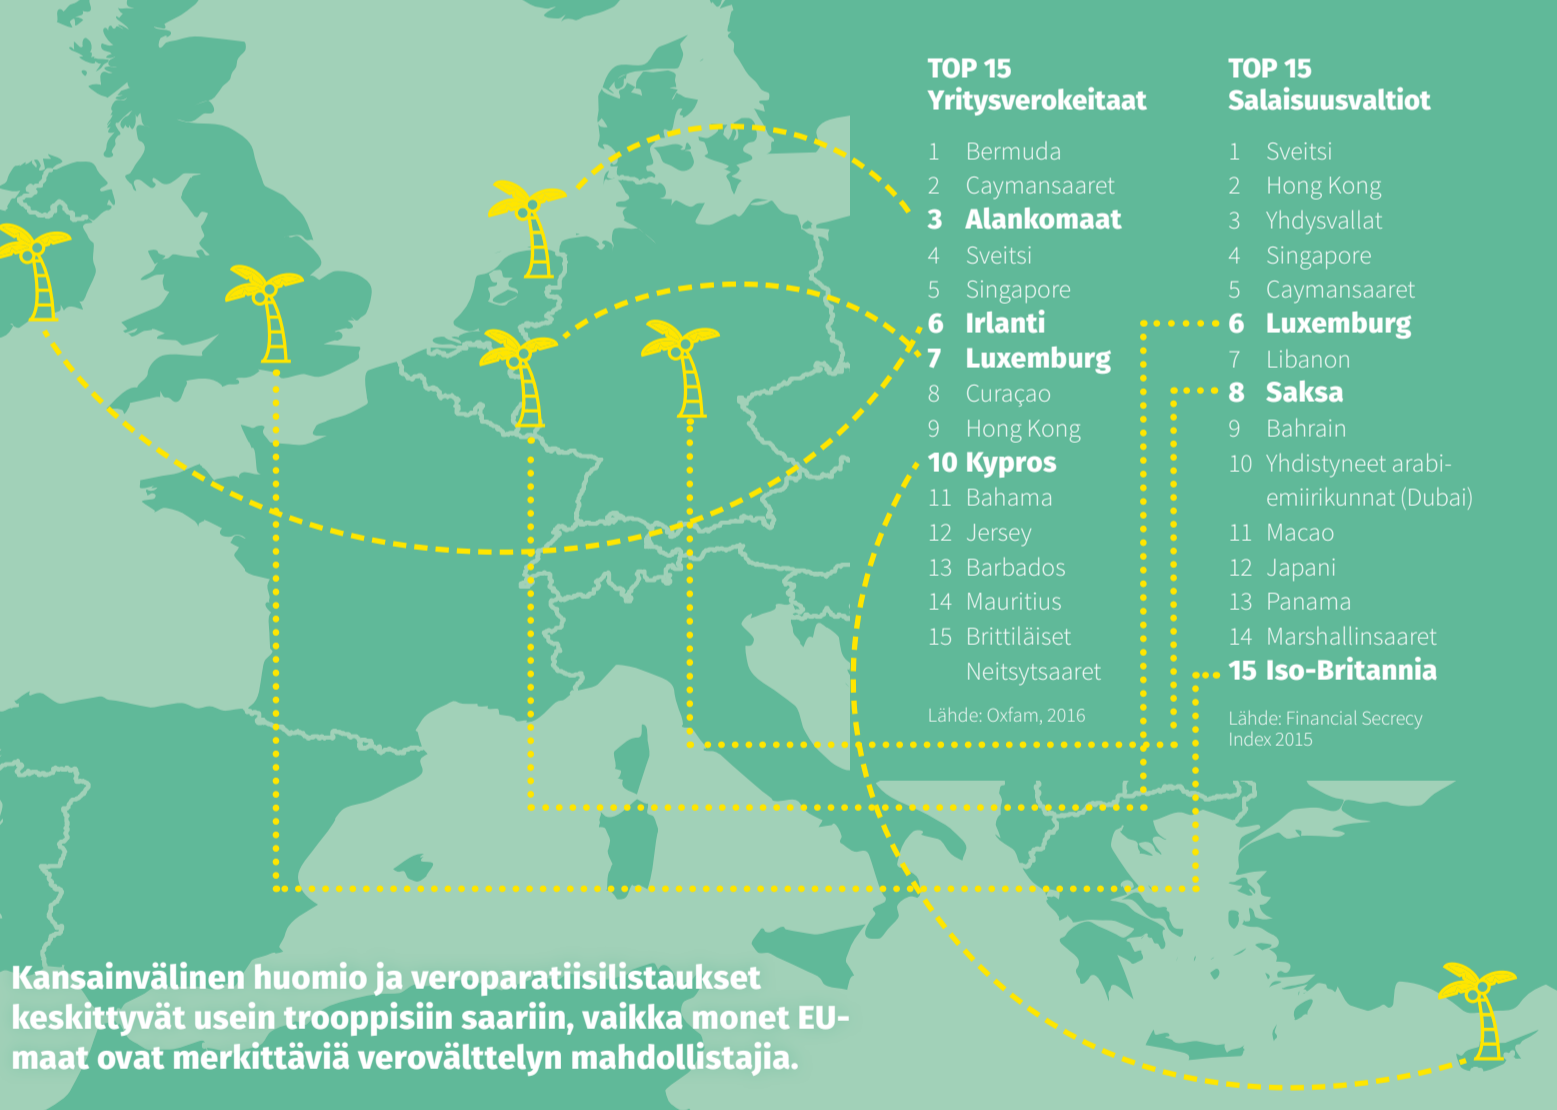 TOP 15
Yritysverokeitaat
1 Bermuda
2 Caymansaaret
3 Alankomaat
4 Sveitsi
5 Singapore
6 Irlanti
7 Luxemburg
8 Curaçao
9 Hong Kong
10 Kypros
11 Bahama
12 Jersey
13 Barbados
14 Mauritius
15 Brittiläiset
Neitsytsaaret
Lähde: Oxfam, 2016
TOP 15
Salaisuusvaltiot
1 Sveitsi
2 Hong Kong
3 Yhdysvallat
4 Singapore
5 Caymansaaret
6 Luxemburg
7 Libanon
8 Saksa
9 Bahrain
10 Yhdistyneet arabi-
emiirikunnat (Dubai)
11 Macao
12 Japani
13 Panama
14 Marshallinsaaret
15 Iso-Britannia
Lähde: Financial Secrecy
Index 2015
Kansainvälinen huomio ja veroparatiisilistaukset
keskittyvät usein trooppisiin saariin, vaikka monet EU-
maat ovat merkittäviä verovälttelyn mahdollistajia.